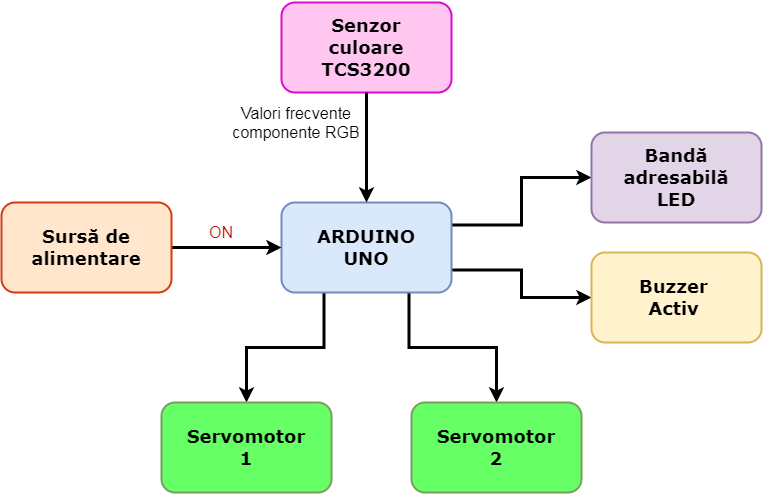 Senzor
culoare
TCS3200
Valori frecvente
componente RGB
Bandă
adresabilă
LED
Sursă de
alimentare
ON
ARDUINO
UNO
Buzzer
Activ
Servomotor
1
Servomotor
2